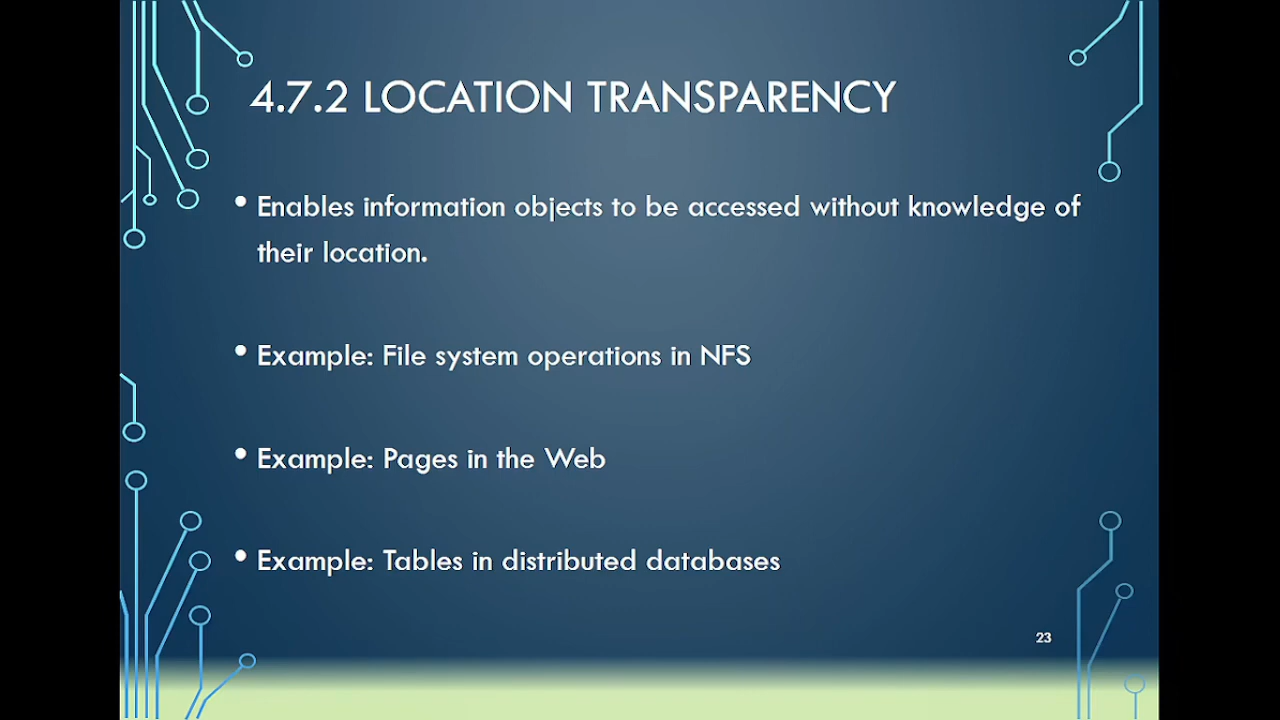 4.7.2 LOCATION TRANSPARENCY
• Enables information objects to be accessed without knowledge of
their location.
• Example: File system operations in NFS
• Example: Pages in the Web
• Example: Tables in distributed databases
23